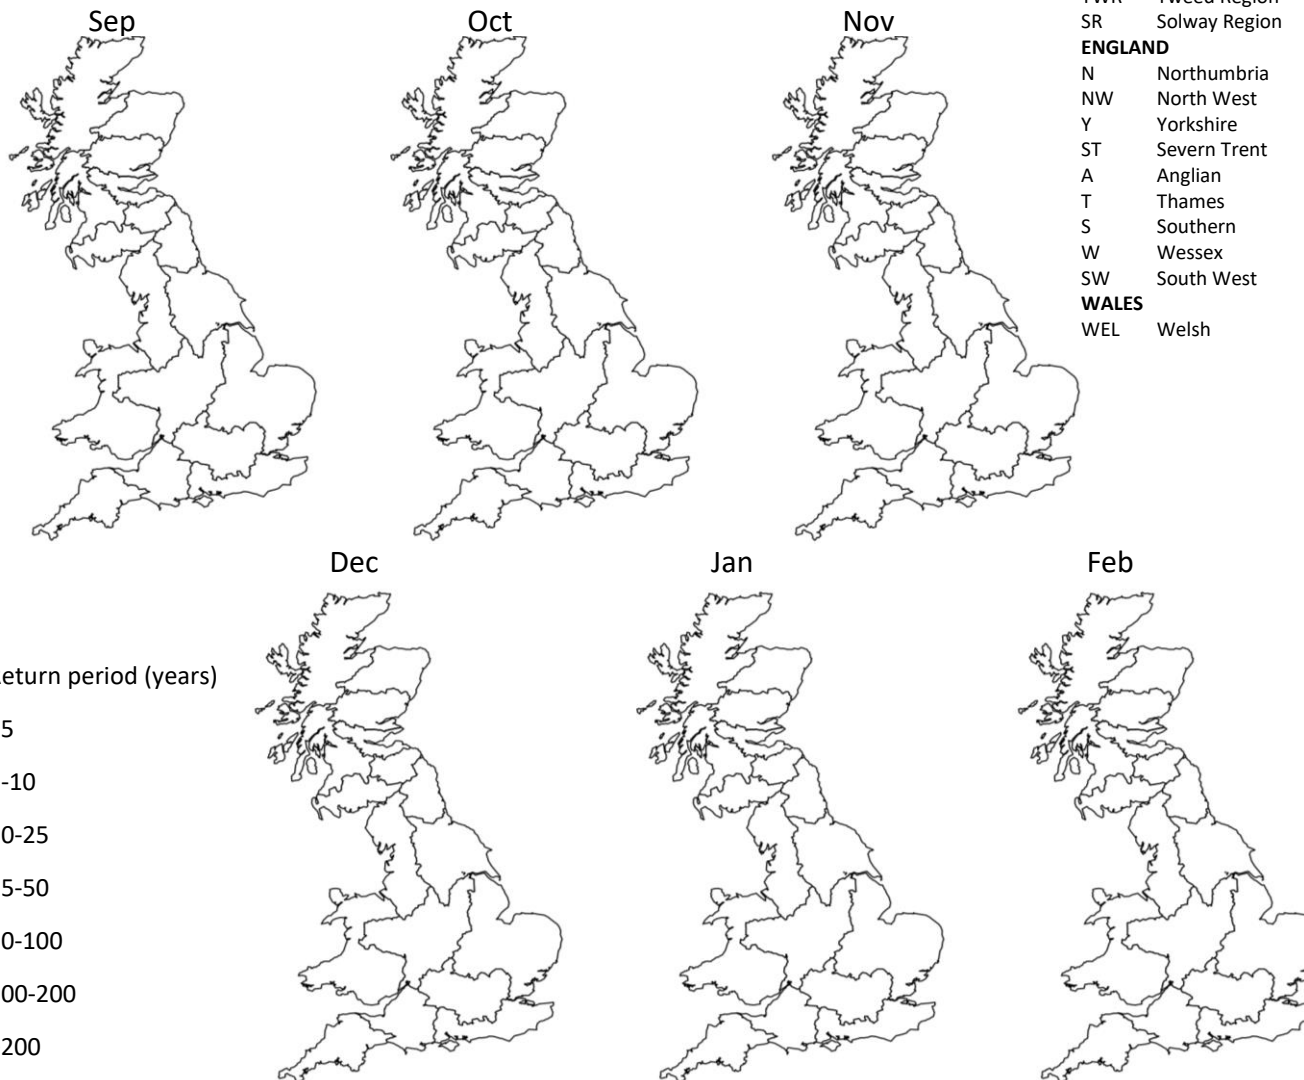 Sep
Oct
Nov
TWR Tweed Region
SR Solway Region
ENGLAND
N Northumbria
NW North West
Y Yorkshire
ST Severn Trent
A Anglian
T Thames
S Southern
W Wessex
SW South West
WALES
WEL Welsh
Dec
Jan
Feb
eturn period (years)
5
-10
0-25
5-50
0-100
00-200
200